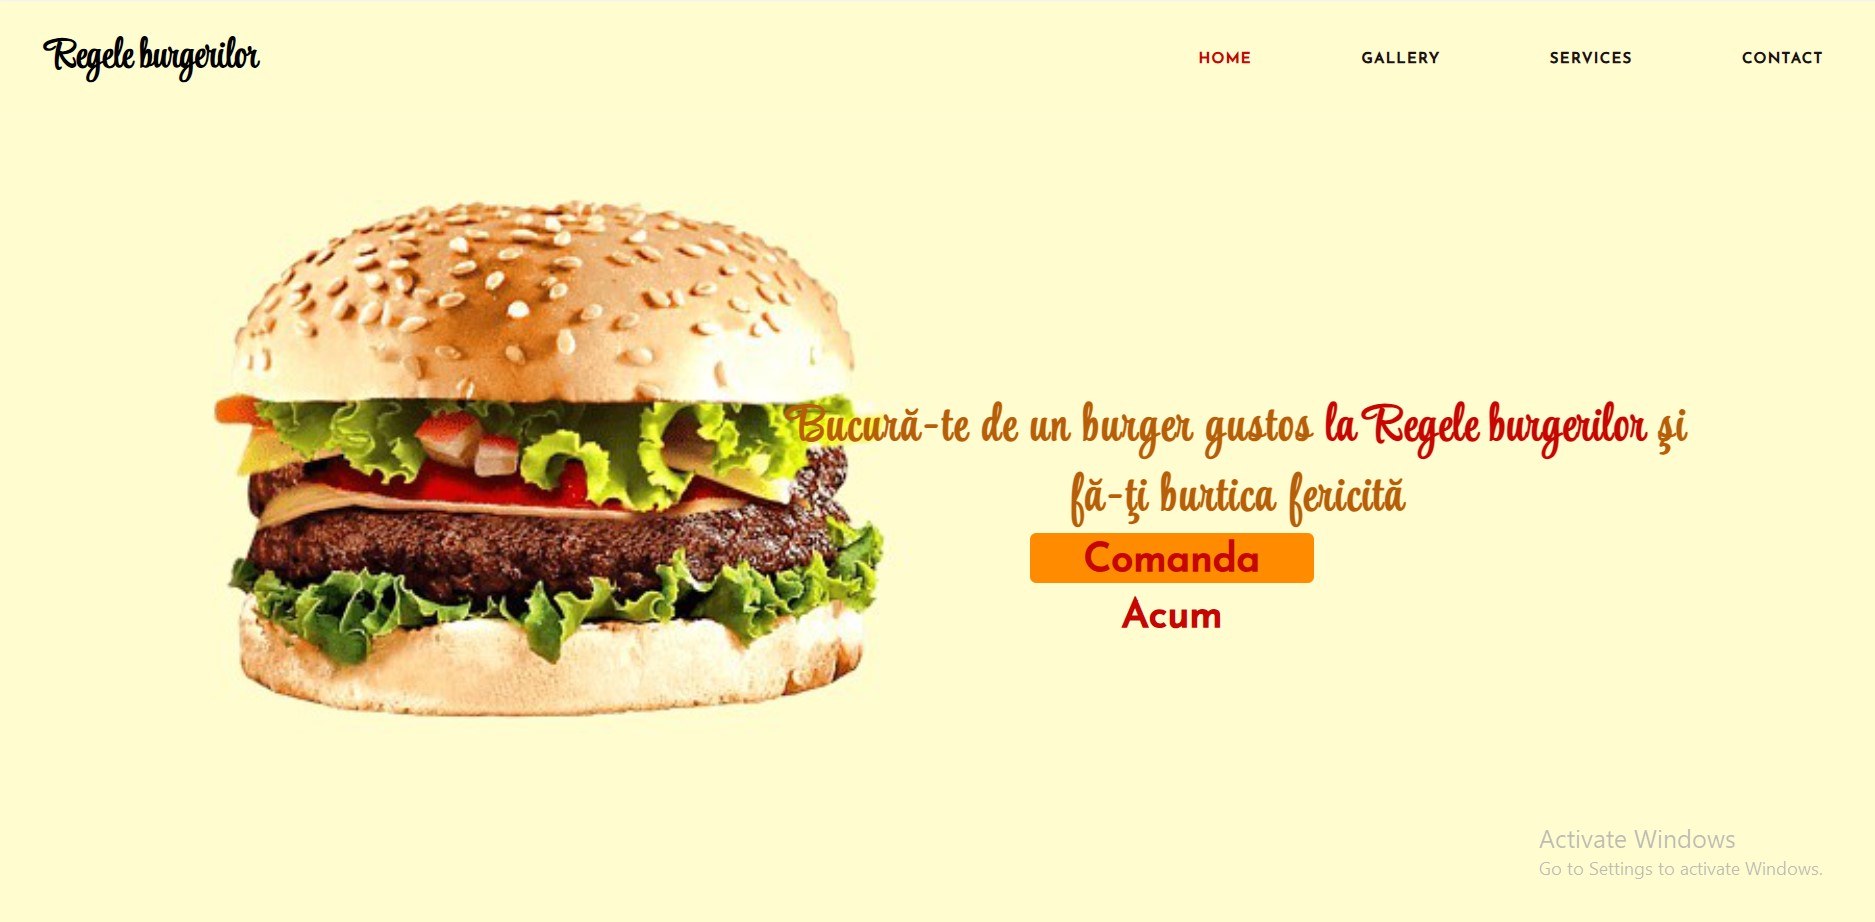 Regele burgerilor
HOME GALLERY SERVICES CONTACT
Bucură-te de un burger gustos la Regele burgerilor şi
fă-ţi burtica fericită
Comanda
Acum
Activate Windows
Go to Settings to activate Windows.